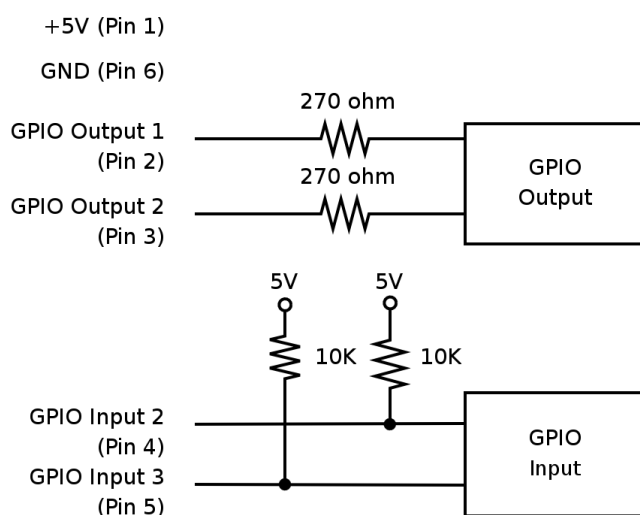 +5V (Pin 1)
GND (Pin 6)
270 ohm
GPIO Output 1
(Pin 2)
270 ohm
GPIO Output 2
(Pin 3)
GPIO
Output
5V
5V
10K
10K
GPIO Input 2
(Pin 4)
GPIO Input 3
(Pin 5)
GPIO
Input